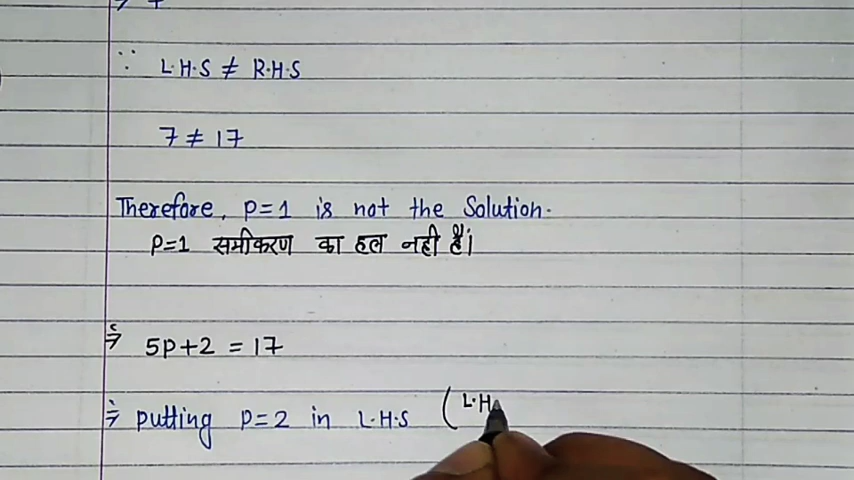 ∵ L.H.S ≠ R.H.S
7 ≠ 17
Therefore, P=1 is not the Solution.
P=1 समीकरण का हल नही हैं।
⇒ 5P+2 = 17
⇒ putting P=2 in L.H.S (L.H